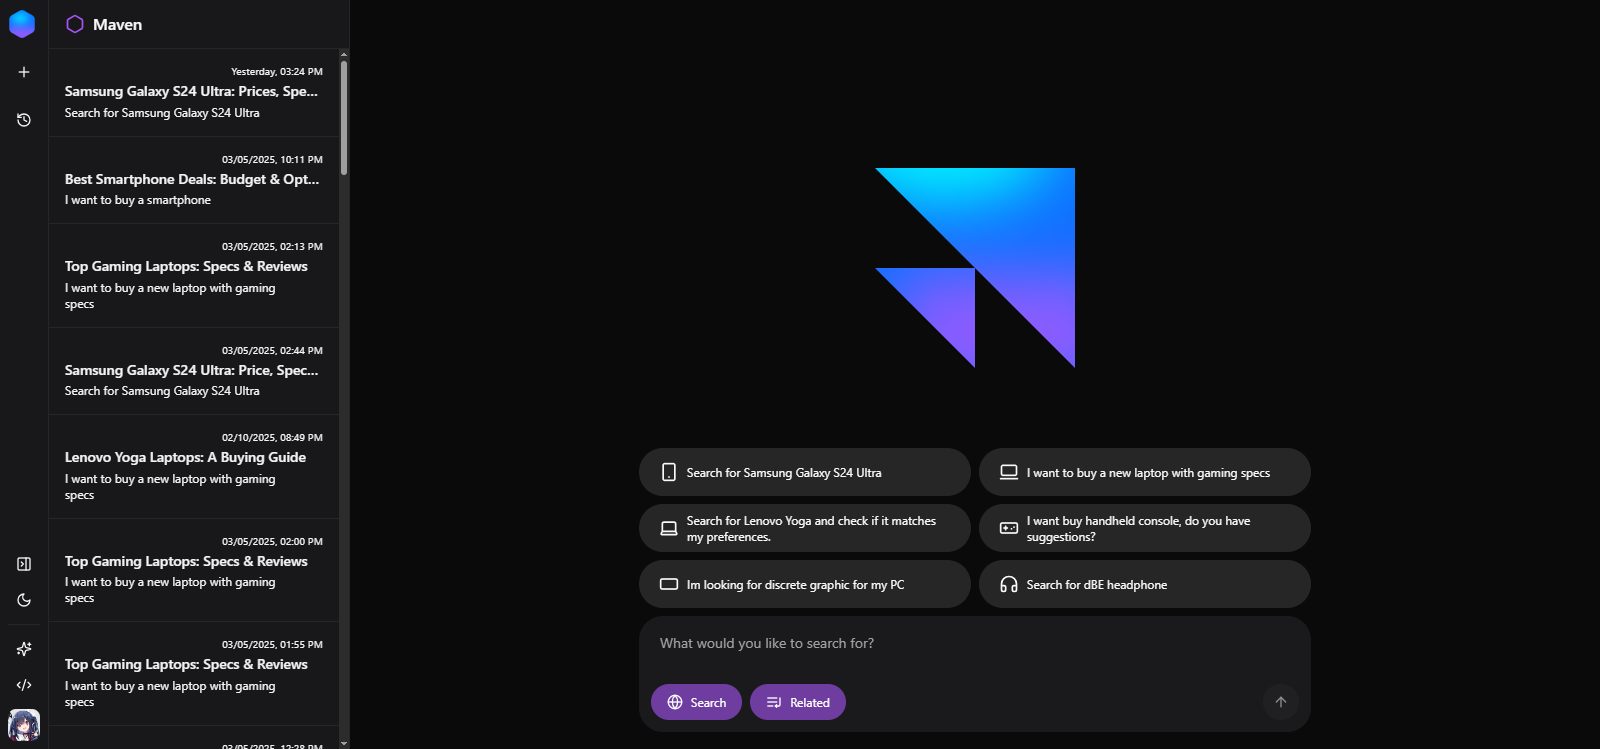 Maven
Yesterday, 03:24 PM
Samsung Galaxy S24 Ultra: Prices, Spe...
Search for Samsung Galaxy S24 Ultra
03/05/2025, 10:11 PM
Best Smartphone Deals: Budget & Opt...
I want to buy a smartphone
03/05/2025, 02:13 PM
Top Gaming Laptops: Specs & Reviews
I want to buy a new laptop with gaming
specs
03/05/2025, 02:44 PM
Samsung Galaxy S24 Ultra: Price, Spec...
Search for Samsung Galaxy S24 Ultra
02/10/2025, 08:49 PM
Lenovo Yoga Laptops: A Buying Guide
I want to buy a new laptop with gaming
specs
03/05/2025, 02:00 PM
Top Gaming Laptops: Specs & Reviews
I want to buy a new laptop with gaming
specs
03/05/2025, 01:55 PM
Top Gaming Laptops: Specs & Reviews
I want to buy a new laptop with gaming
specs
03/05/2025, 12:28 PM
Search for Samsung Galaxy S24 Ultra
I want to buy a new laptop with gaming specs
Search for Lenovo Yoga and check if it matches
my preferences.
I want buy handheld console, do you have
suggestions?
Im looking for discrete graphic for my PC
Search for dBE headphone
What would you like to search for?
Search
Related